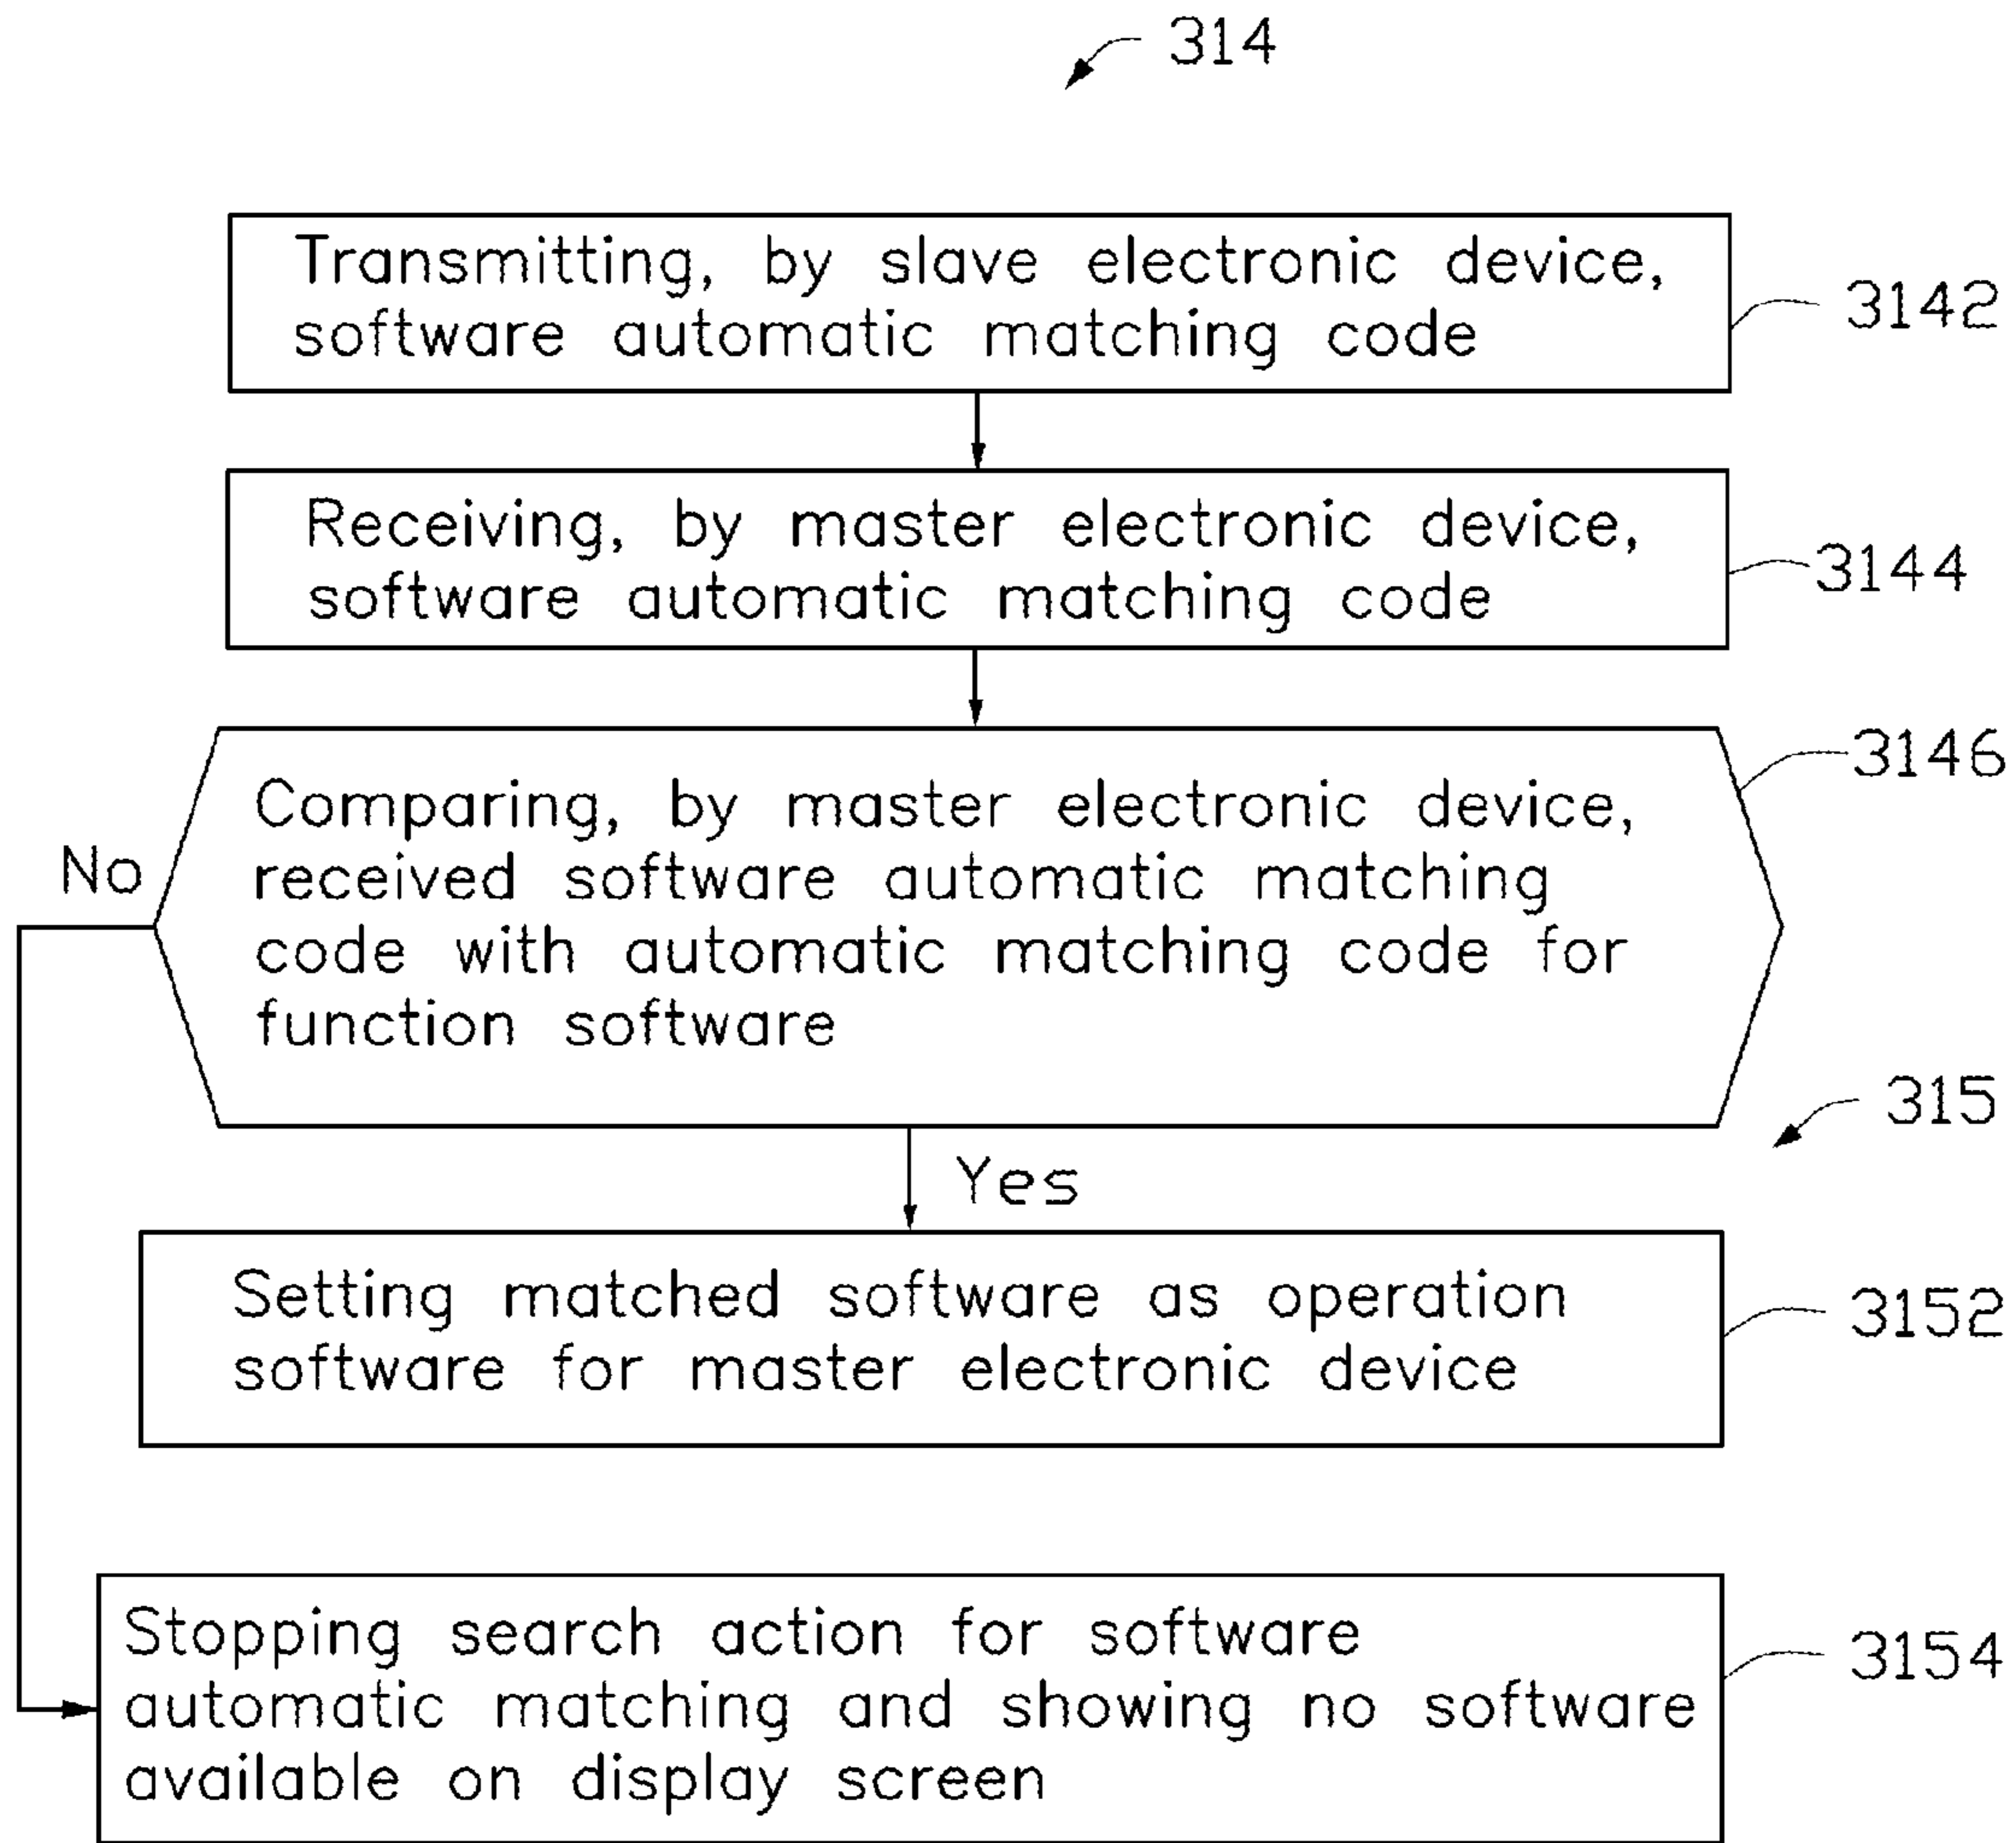 314
Transmitting, by slave electronic device,
software automatic matching code
3142
Receiving, by master electronic device,
software automatic matching code
3144
Comparing, by master electronic device,
received software automatic matching
code with automatic matching code for
function software
3146
No
Yes
315
Setting matched software as operation
software for master electronic device
3152
Stopping search action for software
automatic matching and showing no software
available on display screen
3154